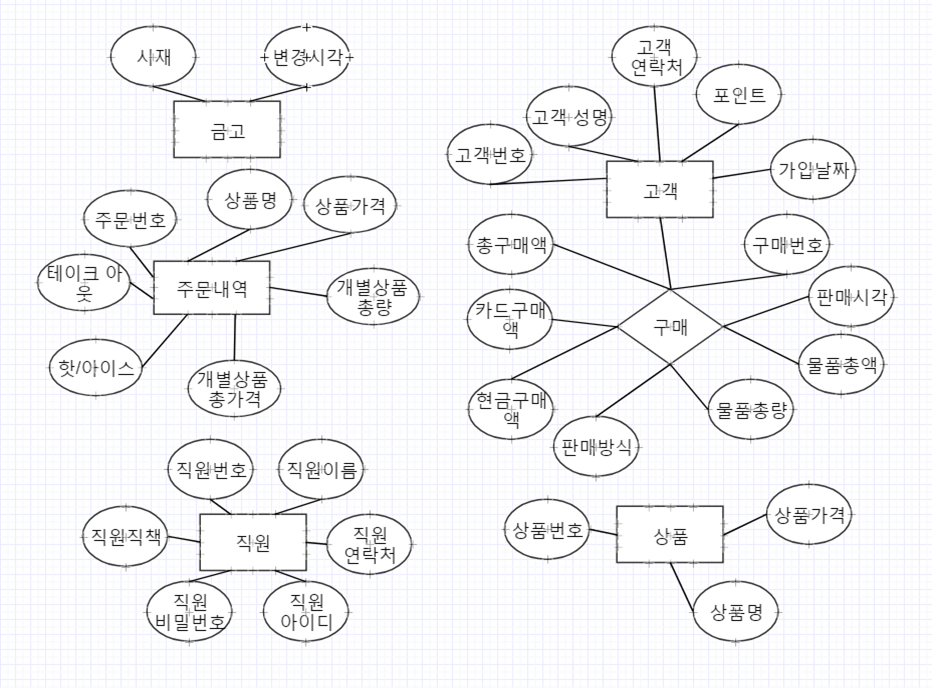 시재
변경시각
금고
고객
연락처
포인트
고객성명
고객번호
가입날짜
고객
상품명
상품가격
주문번호
테이크 아
웃
주문내역
개별상품
총량
핫/아이스
개별상품
총가격
총구매액
구매번호
카드구매
액
구매
판매시각
물품총액
현금구매
액
물품총량
판매방식
직원번호
직원이름
직원직책
직원
직원
연락처
직원
비밀번호
직원
아이디
상품번호
상품
상품가격
상품명